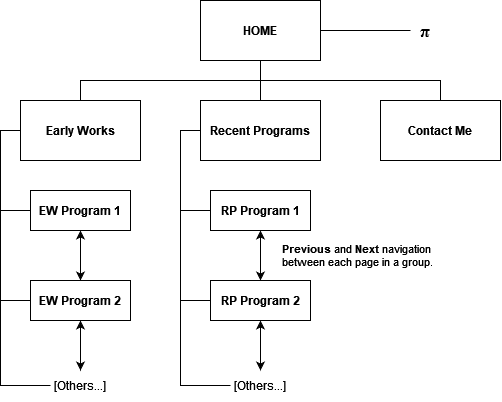 HOME
π
Early Works
Recent Programs
Contact Me
EW Program 1
RP Program 1
Previous and Next navigation
between each page in a group.
EW Program 2
RP Program 2
[Others...]
[Others...]